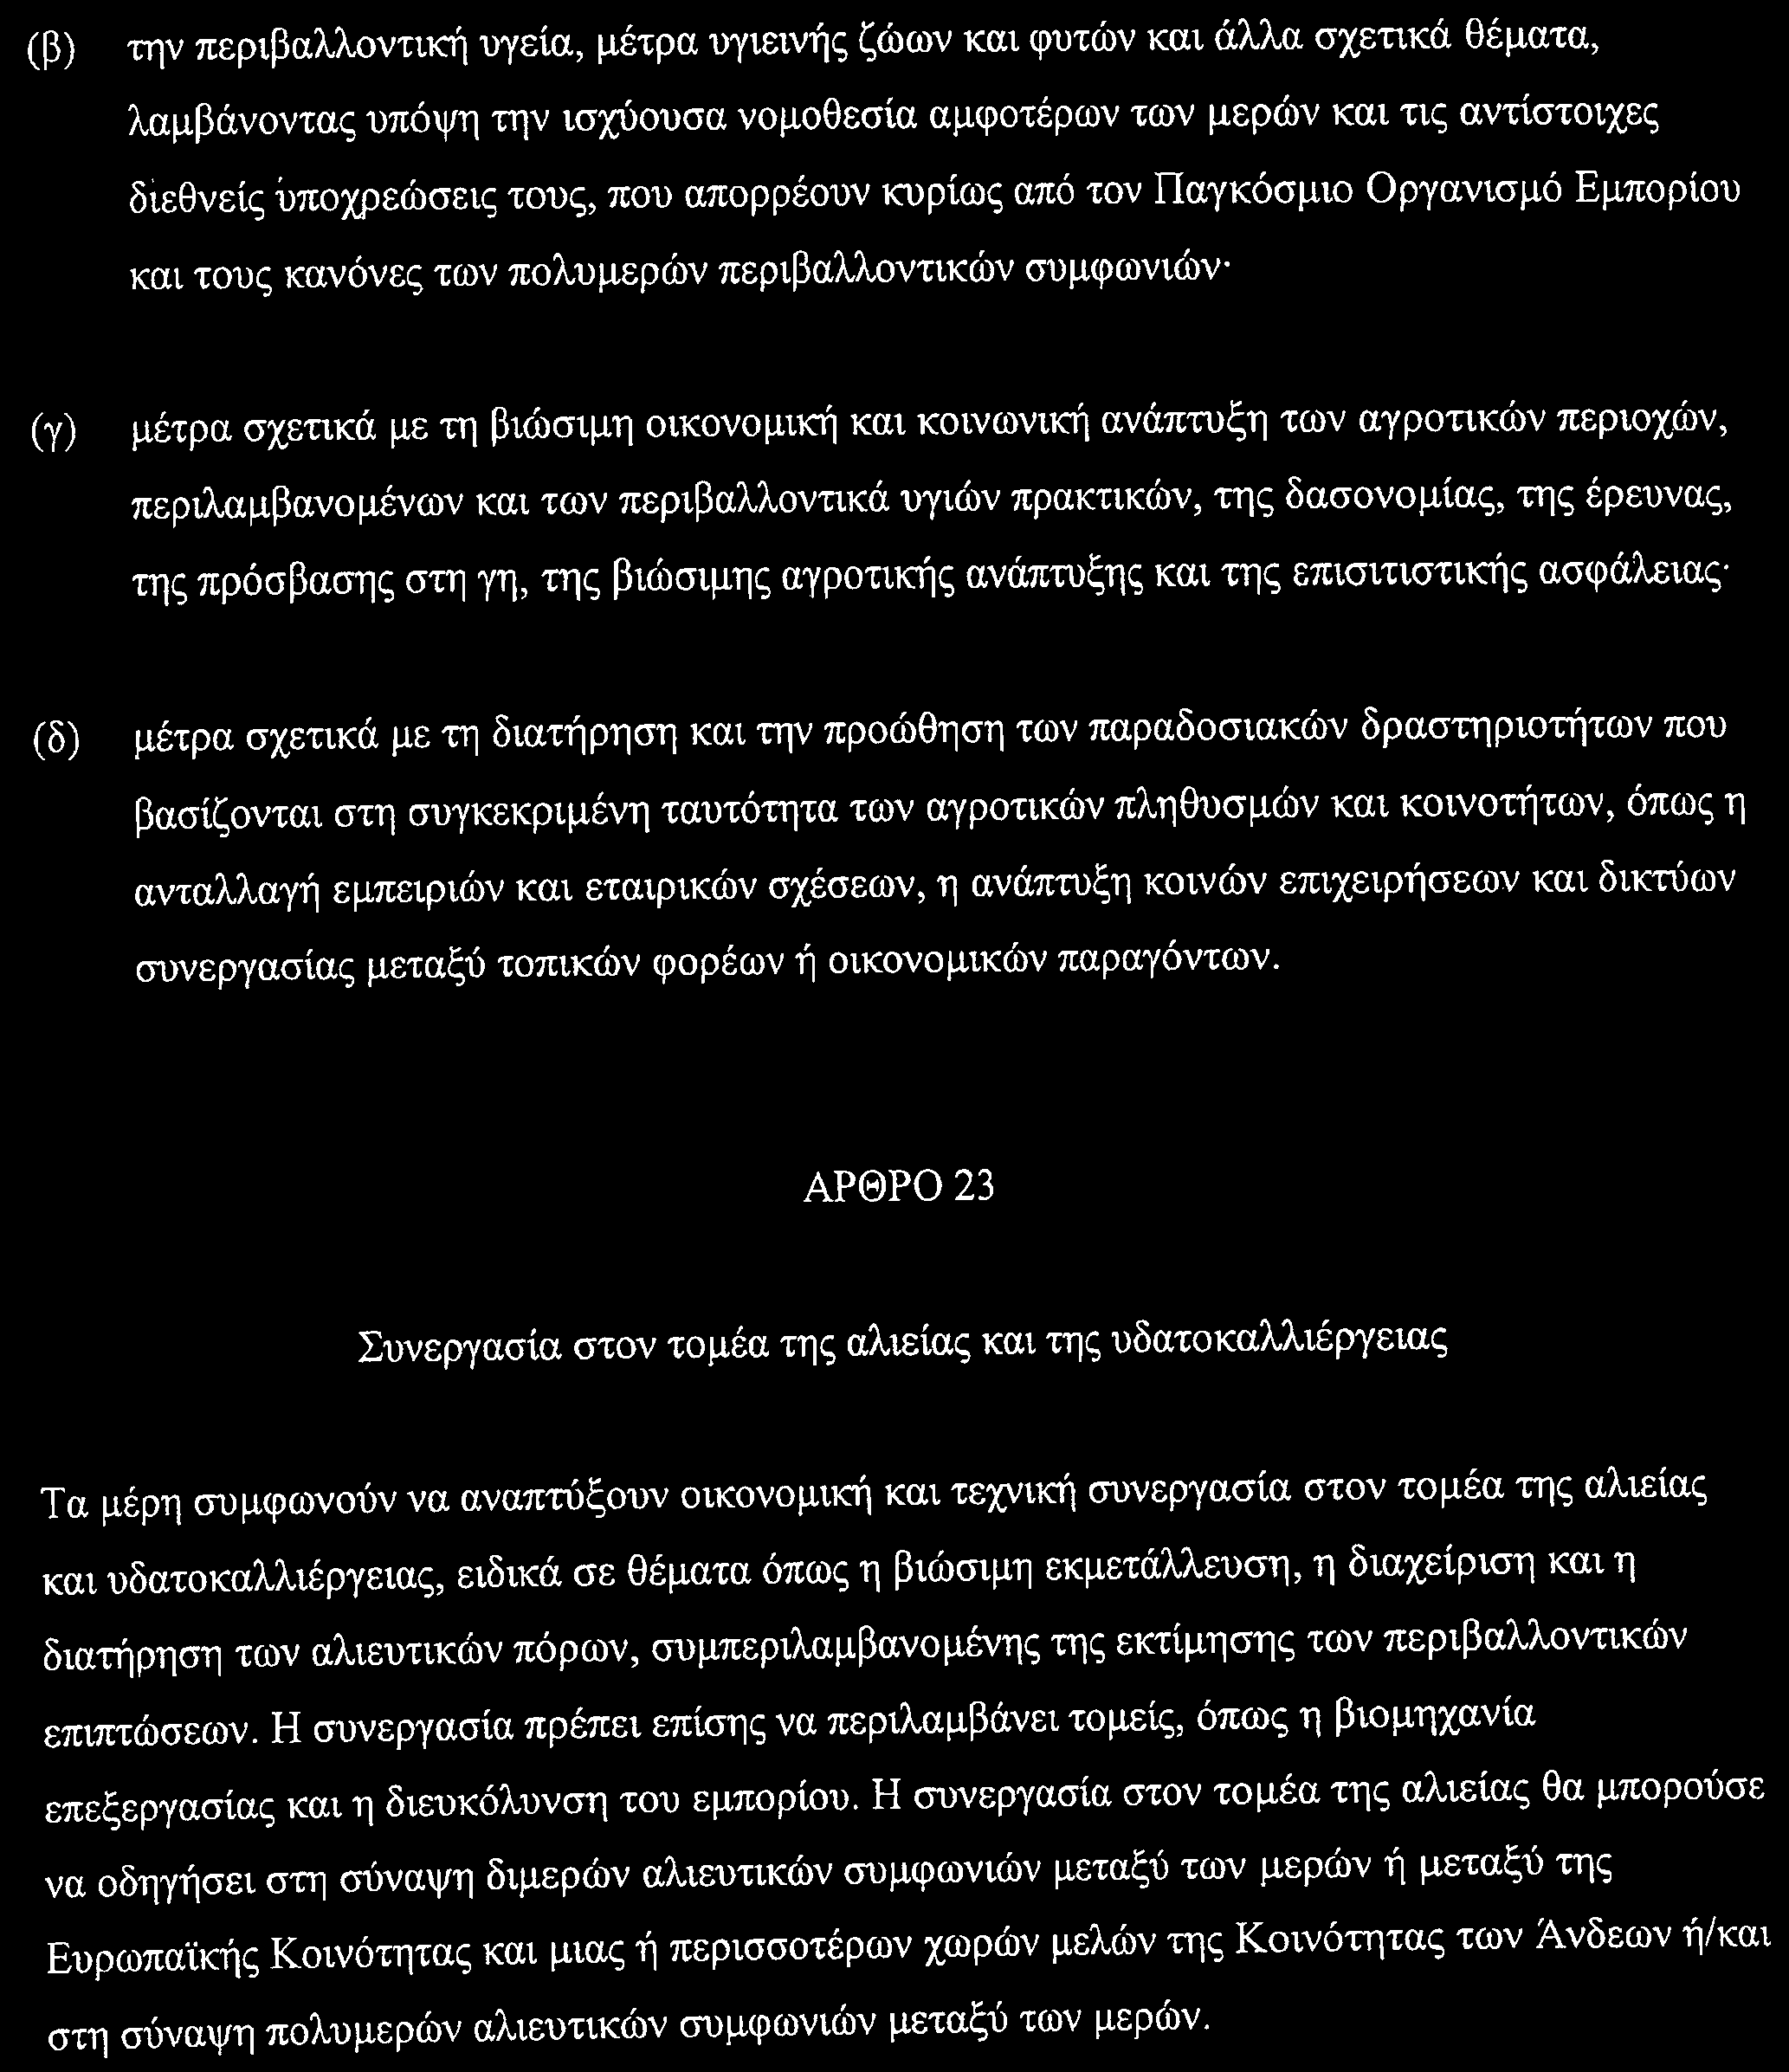 (β) την περιβαλλοντική υγεία, μέτρα υγιεινής ζώων και φυτών και άλλα σχετικά θέματα,
λαμβάνοντας υπόψη την ισχύουσα νομοθεσία αμφοτέρων των μερών και τις αντίστοιχες
διεθνείς υποχρεώσεις τους, που απορρέουν κυρίως από τον Παγκόσμιο Οργανισμό Εμπορίου
και τους κανόνες των πολυμερών περιβαλλοντικών συμφωνιών·
(γ) μέτρα σχετικά με τη βιώσιμη οικονομική και κοινωνική ανάπτυξη των αγροτικών περιοχών,
περιλαμβανομένων και των περιβαλλοντικά υγιών πρακτικών, της δασονομίας, της έρευνας,
της πρόσβασης στη γη, της βιώσιμης αγροτικής ανάπτυξης και της επισιτιστικής ασφάλειας·
(δ) μέτρα σχετικά με τη διατήρηση και την προώθηση των παραδοσιακών δραστηριοτήτων που
βασίζονται στη συγκεκριμένη ταυτότητα των αγροτικών πληθυσμών και κοινοτήτων, όπως η
ανταλλαγή εμπειριών και εταιρικών σχέσεων, η ανάπτυξη κοινών επιχειρήσεων και δικτύων
συνεργασίας μεταξύ τοπικών φορέων ή οικονομικών παραγόντων.
ΑΡΘΡΟ 23
Συνεργασία στον τομέα της αλιείας και της υδατοκαλλιέργειας
Τα μέρη συμφωνούν να αναπτύξουν οικονομική και τεχνική συνεργασία στον τομέα της αλιείας
και υδατοκαλλιέργειας, ειδικά σε θέματα όπως η βιώσιμη εκμετάλλευση, η διαχείριση και η
διατήρηση των αλιευτικών πόρων, συμπεριλαμβανομένης της εκτίμησης των περιβαλλοντικών
επιπτώσεων. Η συνεργασία πρέπει επίσης να περιλαμβάνει τομείς, όπως η βιομηχανία
επεξεργασίας και η διευκόλυνση του εμπορίου. Η συνεργασία στον τομέα της αλιείας θα μπορούσε
να οδηγήσει στη σύναψη διμερών αλιευτικών συμφωνιών μεταξύ των μερών ή μεταξύ της
Ευρωπαϊκής Κοινότητας και μιας ή περισσοτέρων χωρών μελών της Κοινότητας των Άνδεων ή/και
στη σύναψη πολυμερών αλιευτικών συμφωνιών μεταξύ των μερών.